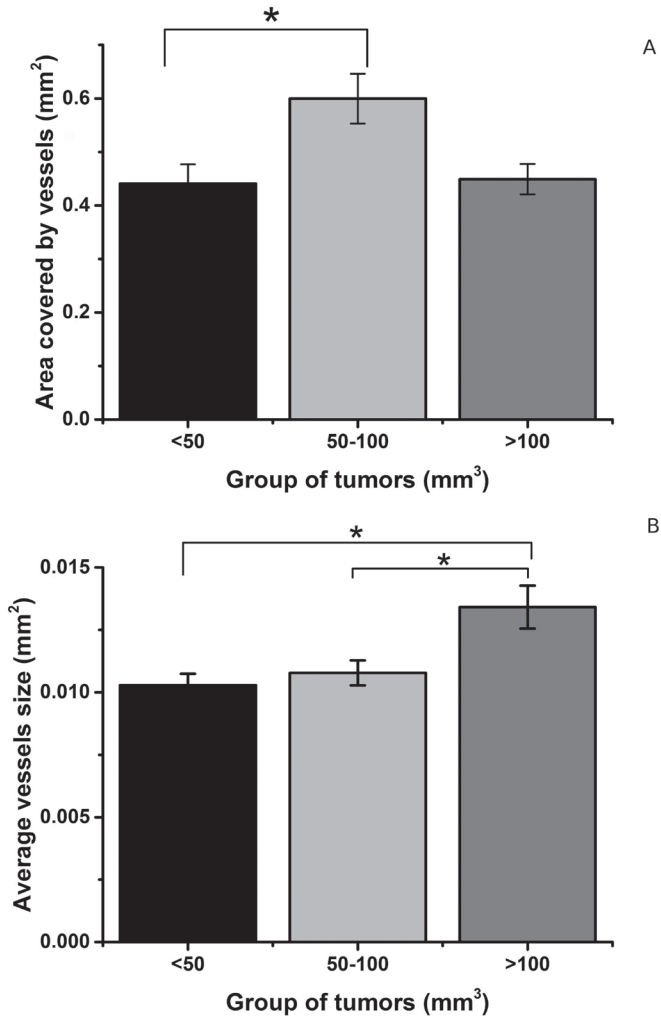 *
A
Area covered by vessels (mm²)
0.6
0.4
0.2
0.0
<50 50-100 >100
Group of tumors (mm³)
B
*
*
Average vessels size (mm²)
0.015
0.010
0.005
0.000
<50 50-100 >100
Group of tumors (mm³)